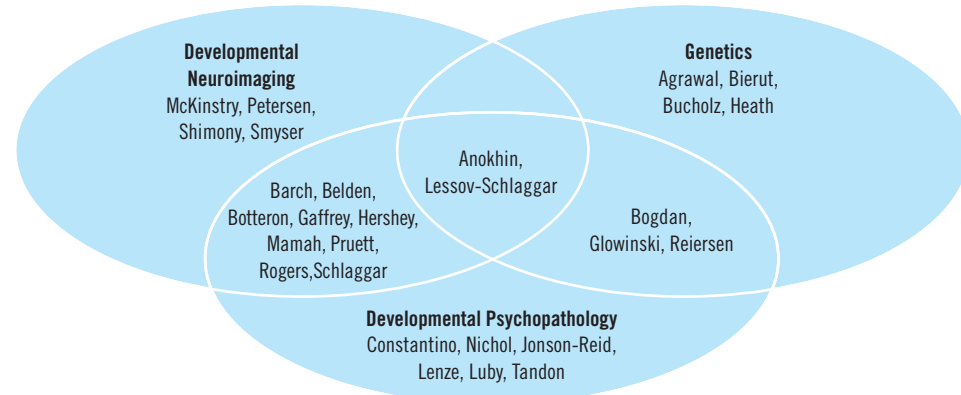 Developmental
Neuroimaging
McKinstry, Petersen,
Shimony, Smyser
Genetics
Agrawal, Bierut,
Bucholz, Heath
Anokhin,
Lessov-Schlaggar
Barch, Belden,
Botteron, Gaffrey, Hershey,
Mamah, Pruett,
Rogers,Schlaggar
Bogdan,
Glowinski, Reiersen
Developmental Psychopathology
Constantino, Nichol, Jonson-Reid,
Lenze, Luby, Tandon